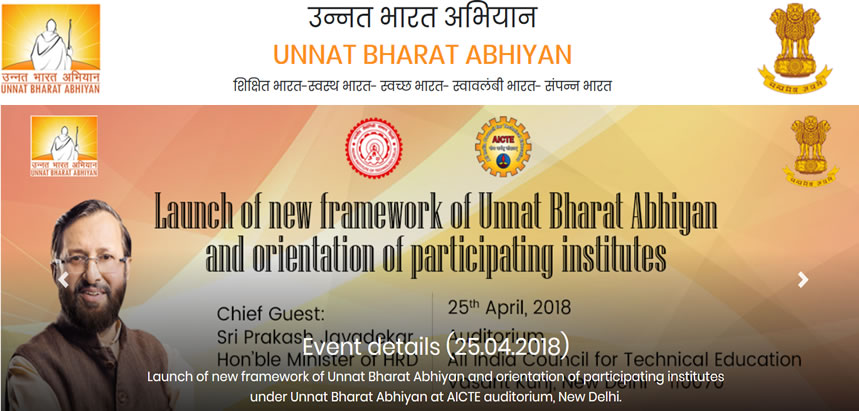 उन्नत भारत अभियान
UNNAT BHARAT ABHIYAN
शिक्षित भारत-स्वस्थ भारत- स्वच्छ भारत- स्वावलंबी भारत- संपन्न भारत
उन्नत भारत अभियान
UNNAT BHARAT ABHIYAN
सत्यमेव जयते
उन्नत भारत अभियान
UNNAT BHARAT ABHIYAN
AICTE
Launch of new framework of Unnat Bharat Abhiyan
and orientation of participating institutes
Chief Guest:
Sri Prakash Javadekar
Hon'ble Minister of HRD
25th April, 2018
Auditorium
All India Council for Technical Education
Vasant Kunj, New Delhi - 110070
Event details (25.04.2018)
Launch of new framework of Unnat Bharat Abhiyan and orientation of participating institutes
under Unnat Bharat Abhiyan at AICTE auditorium, New Delhi.